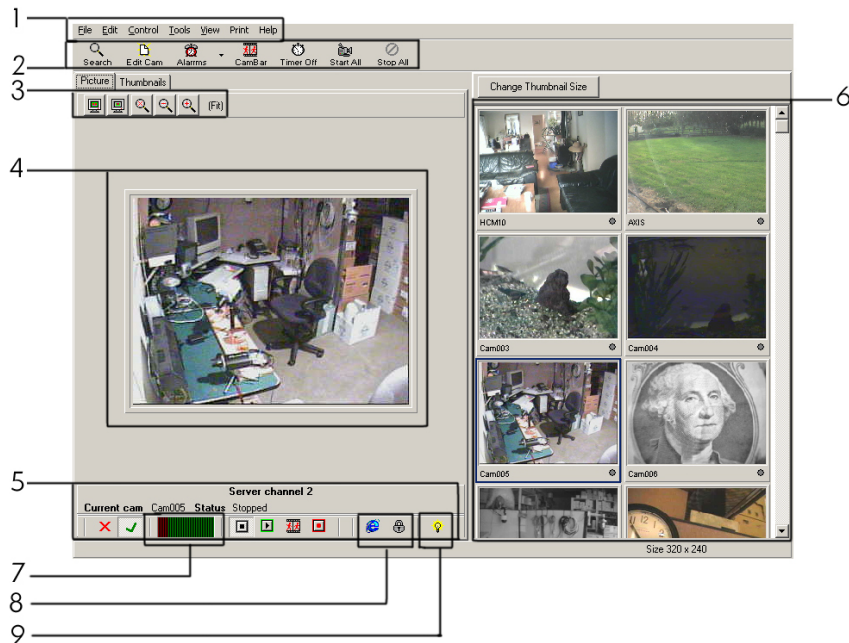 1
File Edit Control Tools View Print Help
2
Search Edit Cam Alarrms CamBar Timer Off Start All Stop All
Picture Thumbnails
Change Thumbnail Size
3
(Fit)
6
4
HCM10 AXIS
Cam003 Cam004
Cam005 Cam006
5
Server channel 2
Current cam Cam005 Status Stopped
Size 320 x 240
7
8
9